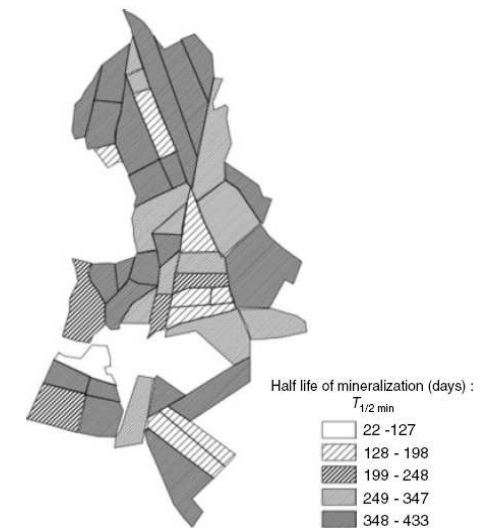 Half life of mineralization (days) :
T1/2 min
22 -127
128 - 198
199 - 248
249 - 347
348 - 433